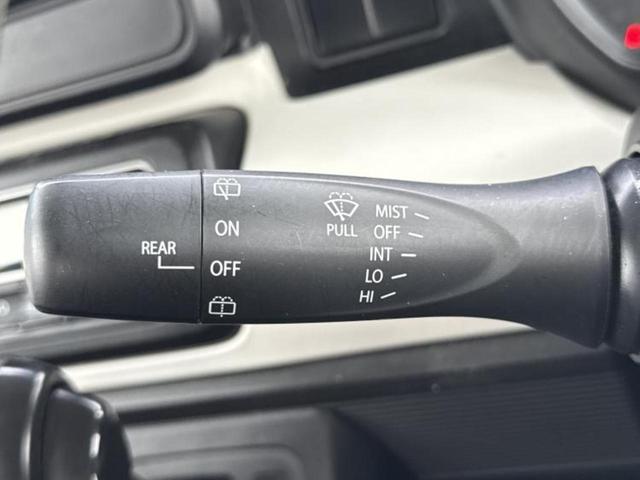 REAR
ON
OFF
PULL
MIST
OFF
INT
LO
HI